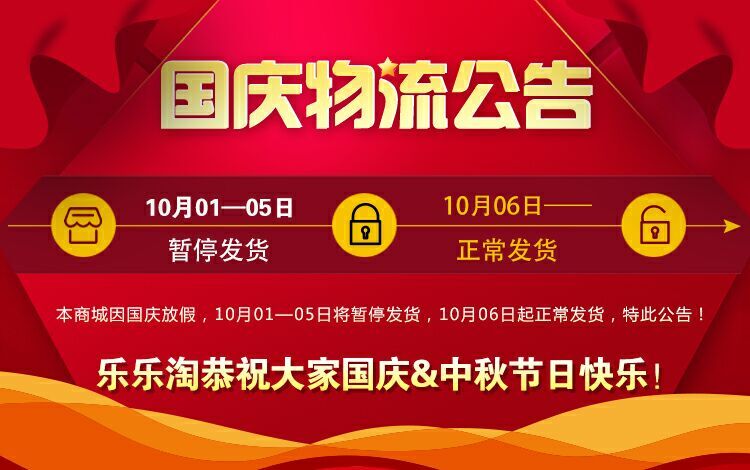 国庆物流公告
10月01—05日
暂停发货
10月06日——
正常发货
本商城因国庆放假，10月01—05日将暂停发货，10月06日起正常发货，特此公告！
乐乐淘恭祝大家国庆&中秋节日快乐！